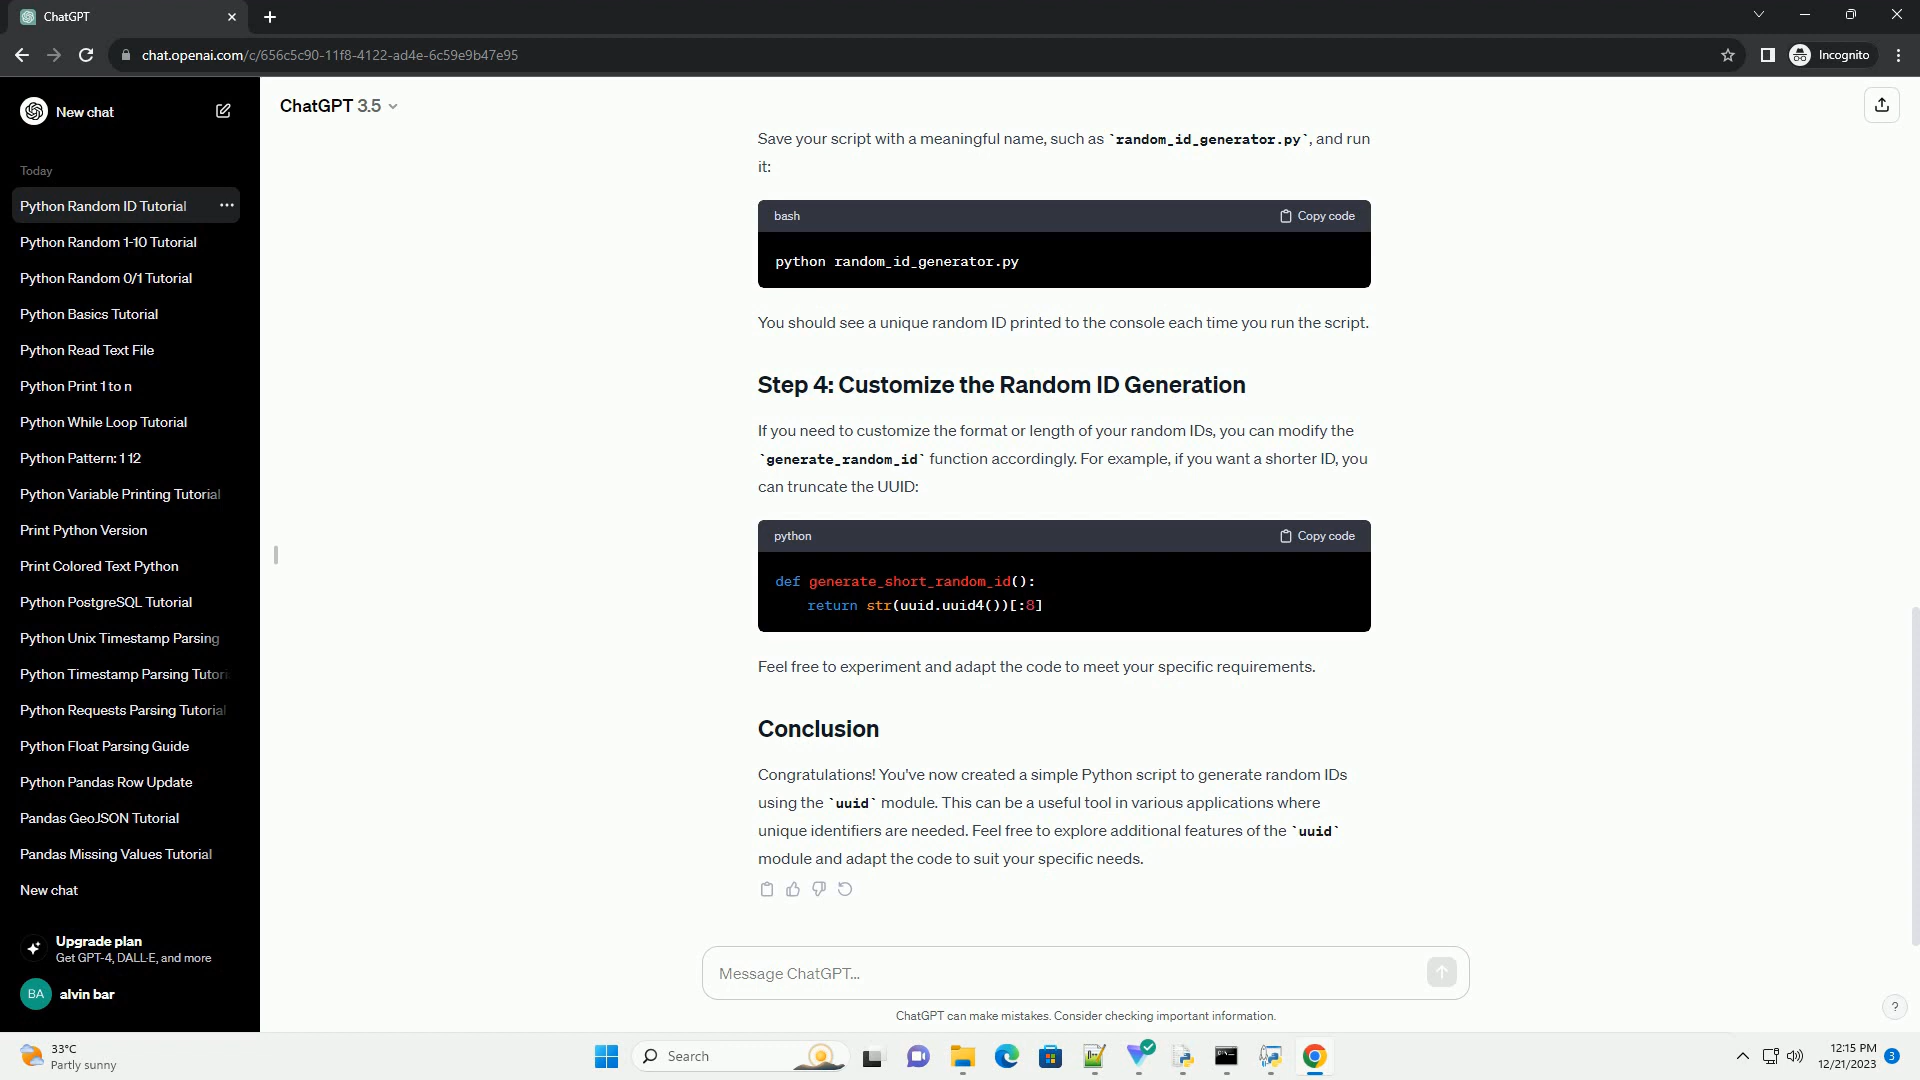 ChatGPT
chat.openai.com/c/656c5c90-11f8-4122-ad4e-6c59e9b47e95
Incognito
New chat
Today
Python Random ID Tutorial
Python Random 1-10 Tutorial
Python Random 0/1 Tutorial
Python Basics Tutorial
Python Read Text File
Python Print 1 to n
Python While Loop Tutorial
Python Pattern: 1 12
Python Variable Printing Tutorial
Print Python Version
Print Colored Text Python
Python PostgreSQL Tutorial
Python Unix Timestamp Parsing
Python Timestamp Parsing Tutori
Python Requests Parsing Tutorial
Python Float Parsing Guide
Python Pandas Row Update
Pandas GeoJSON Tutorial
Pandas Missing Values Tutorial
New chat
Upgrade plan
Get GPT-4, DALL·E, and more
BA alvin bar
ChatGPT 3.5
Save your script with a meaningful name, such as `random_id_generator.py`, and run
it:
bash Copy code
python random_id_generator.py
You should see a unique random ID printed to the console each time you run the script.
Step 4: Customize the Random ID Generation
If you need to customize the format or length of your random IDs, you can modify the
`generate_random_id` function accordingly. For example, if you want a shorter ID, you
can truncate the UUID:
python Copy code
def generate_short_random_id():
    return str(uuid.uuid4())[:8]
Feel free to experiment and adapt the code to meet your specific requirements.
Conclusion
Congratulations! You've now created a simple Python script to generate random IDs
using the `uuid` module. This can be a useful tool in various applications where
unique identifiers are needed. Feel free to explore additional features of the `uuid`
module and adapt the code to suit your specific needs.
Message ChatGPT...
ChatGPT can make mistakes. Consider checking important information.
?
33°C
Partly sunny
Search
12:15 PM
12/21/2023
3